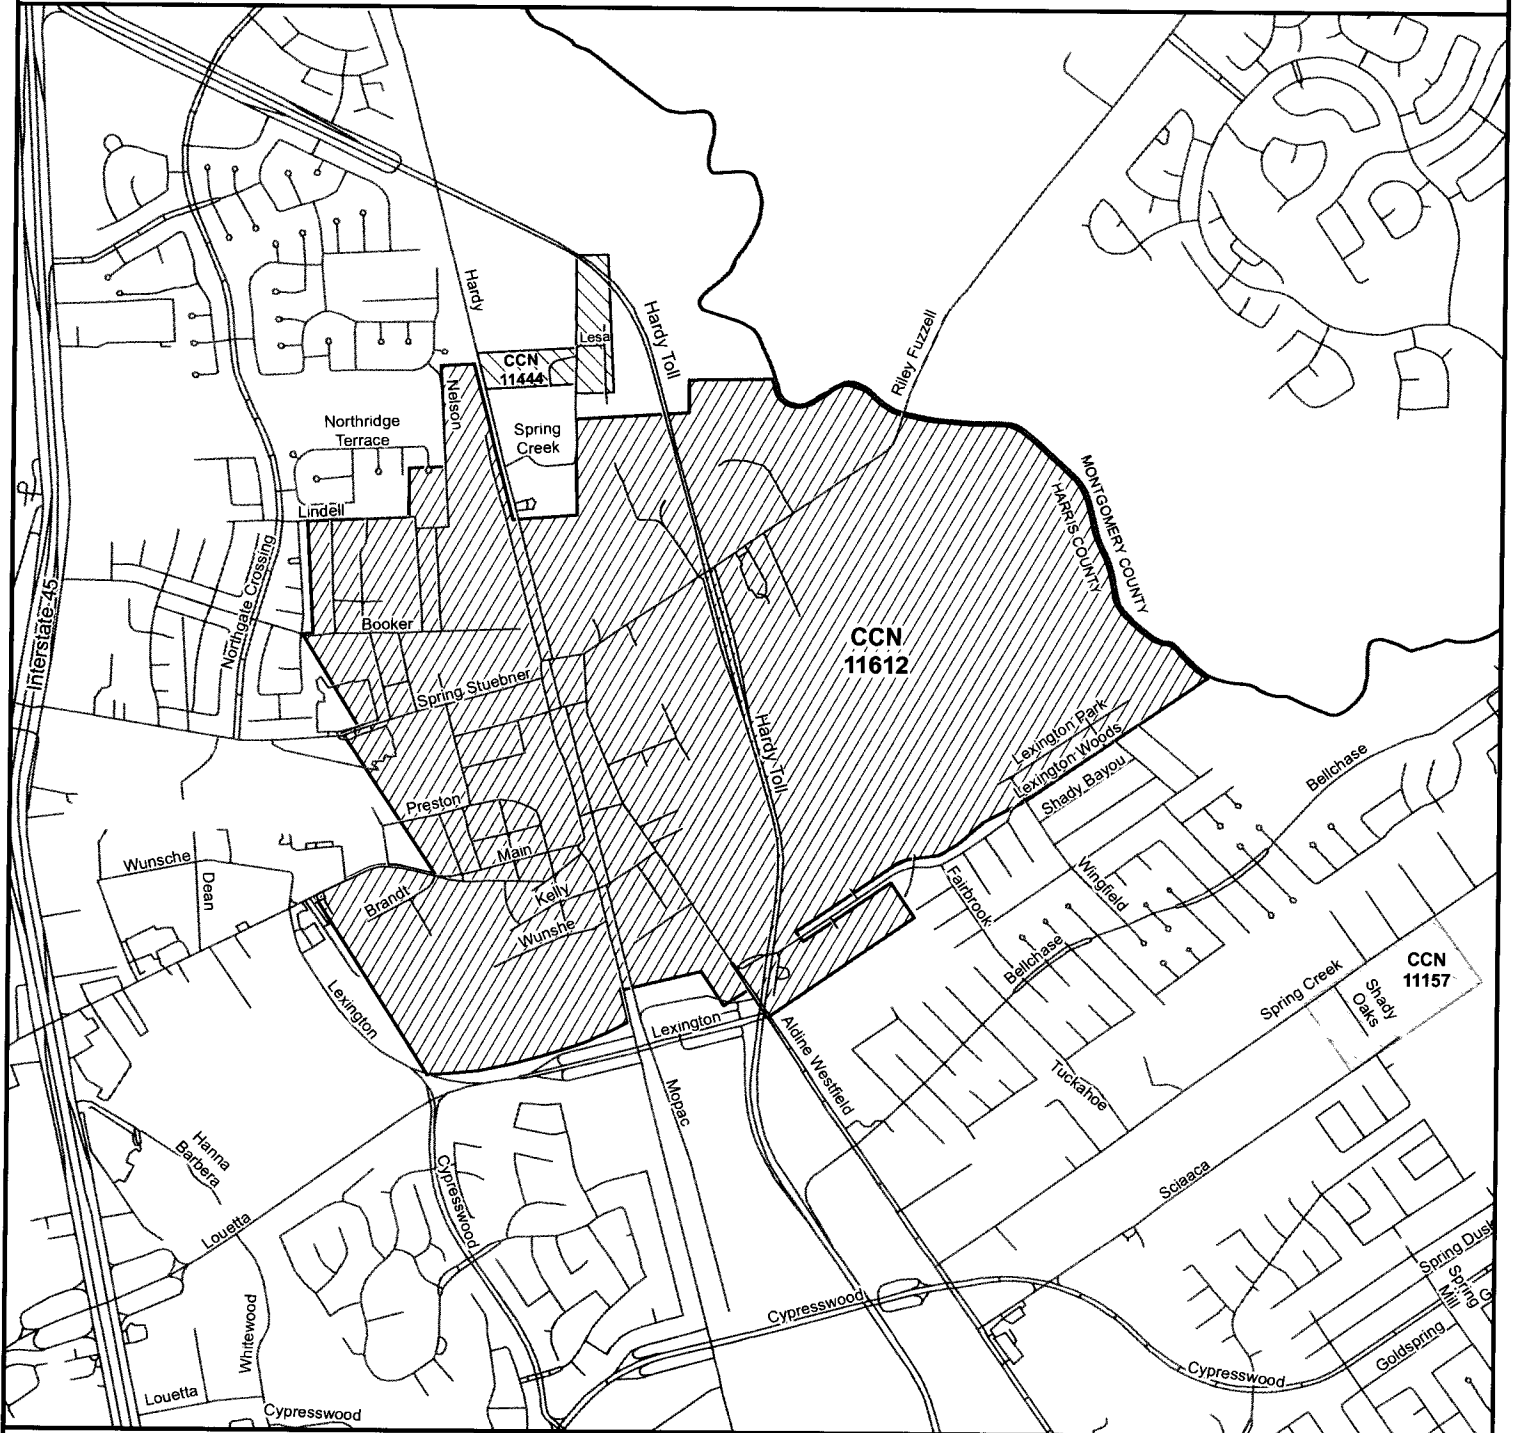 Hardy
Hardy Toll
Riley Fuzzell
Lesa
CCN
11444
Nelson
Northridge
Terrace
Spring
Creek
Lindell
MONTGOMERY COUNTY
HARRIS COUNTY
Interstate 45
Northgate Crossing
Booker
CCN
11612
Spring Stuebner
Lexington Park
Lexington Woods
Shady Bayou
Hardy Toll
Bellchase
Preston
Main
Wunsche
Dean
Brandt
Kelly
Wunshe
Wingfield
Fairbrook
Bellchase
CCN
11157
Spring Creek
Shady
Oaks
Lexington
Lexington
Aldine Westfield
Tuckahoe
Mopac
Hanna
Barbera
Sciaaca
Cypresswood
Louetta
Spring Dusk
Spring
Mill
Whitewood
Cypresswood
Goldspring
Cypresswood
Louetta
Cypresswood